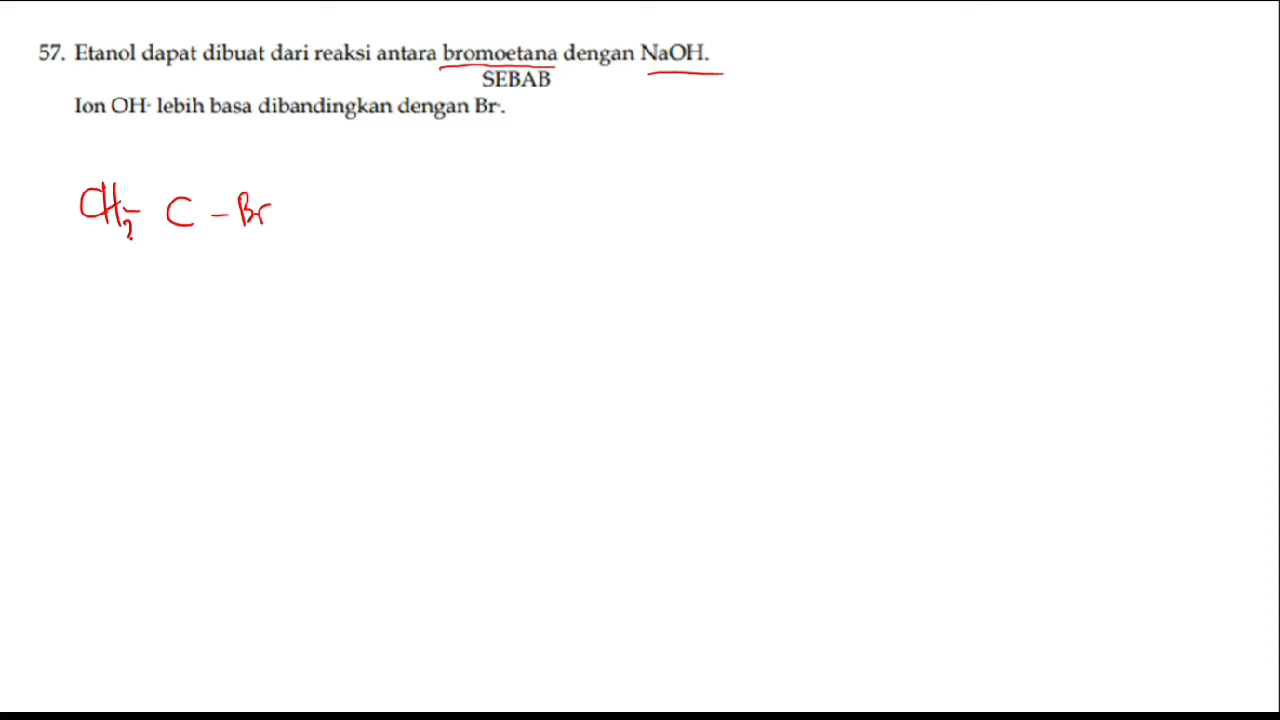 57. Etanol dapat dibuat dari reaksi antara bromoetana dengan NaOH.
SEBAB
Ion OH- lebih basa dibandingkan dengan Br-.
CH3 C - Br